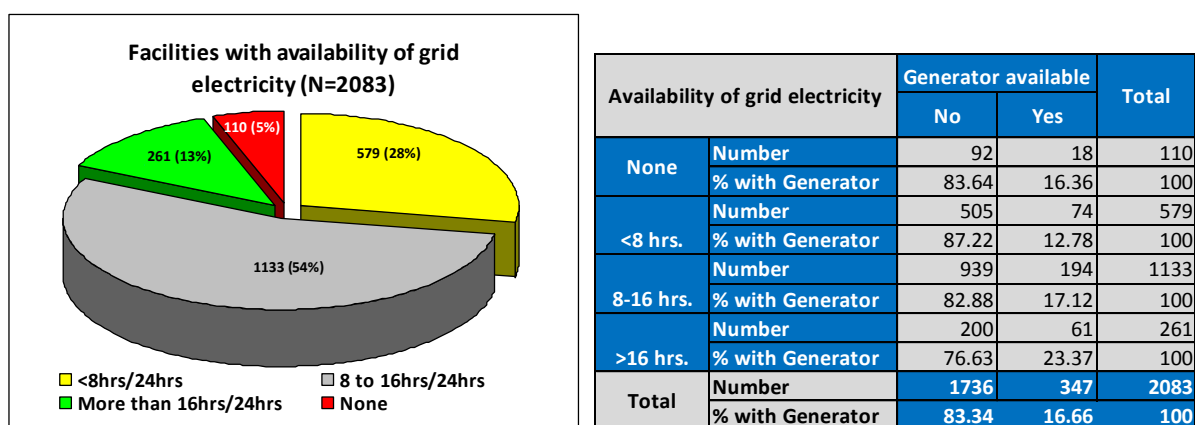 Facilities with availability of grid
electricity (N=2083)
110 (5%)
261 (13%)
579 (28%)
1133 (54%)
<8hrs/24hrs
8 to 16hrs/24hrs
More than 16hrs/24hrs
None
Availability of grid electricity
Generator available
Total
No
Yes
None
Number 92 18 110
% with Generator 83.64 16.36 100
<8 hrs.
Number 505 74 579
% with Generator 87.22 12.78 100
8-16 hrs.
Number 939 194 1133
% with Generator 82.88 17.12 100
>16 hrs.
Number 200 61 261
% with Generator 76.63 23.37 100
Total
Number 1736 347 2083
% with Generator 83.34 16.66 100